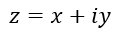 z = x + iy